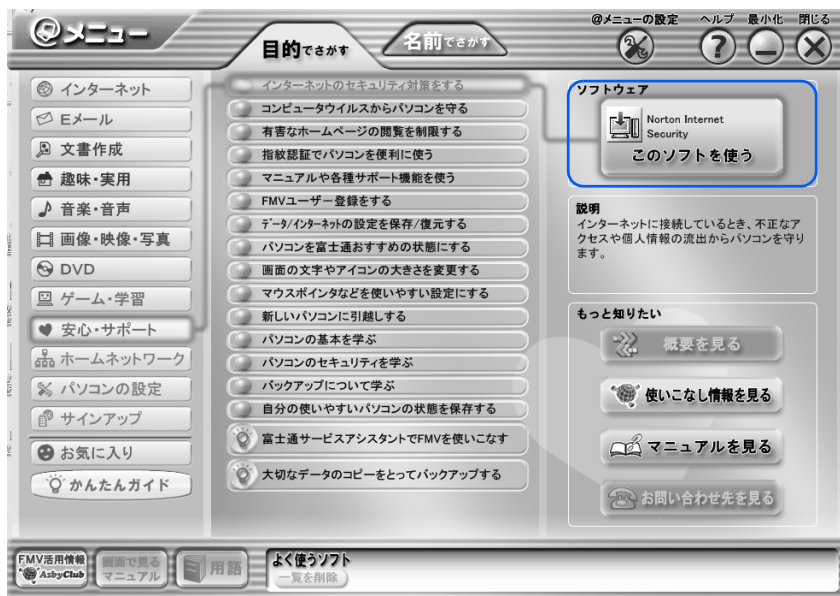 @メニュー
目的でさがす
名前でさがす
@メニューの設定
ヘルプ
最小化
閉じる
インターネット
Eメール
文書作成
趣味・実用
音楽・音声
画像・映像・写真
DVD
ゲーム・学習
安心・サポート
ホームネットワーク
パソコンの設定
サインアップ
お気に入り
かんたんガイド
インターネットのセキュリティ対策をする
コンピュータウイルスからパソコンを守る
有害なホームページの閲覧を制限する
指紋認証でパソコンを便利に使う
マニュアルや各種サポート機能を使う
FMVユーザー登録をする
データ/インターネットの設定を保存/復元する
パソコンを富士通おすすめの状態にする
画面の文字やアイコンの大きさを変更する
マウスポインタなどを使いやすい設定にする
新しいパソコンに引越しする
パソコンの基本を学ぶ
パソコンのセキュリティを学ぶ
バックアップについて学ぶ
自分の使いやすいパソコンの状態を保存する
富士通サービスアシスタントでFMVを使いこなす
大切なデータのコピーをとってバックアップする
ソフトウェア
Norton Internet
Security
このソフトを使う
説明
インターネットに接続しているとき、不正なア
クセスや個人情報の流出からパソコンを守り
ます。
もっと知りたい
概要を見る
使いこなし情報を見る
マニュアルを見る
お問い合わせ先を見る
FMV活用情報
AzbyClub
画面で見る
マニュアル
用語
よく使うソフト
一覧を削除